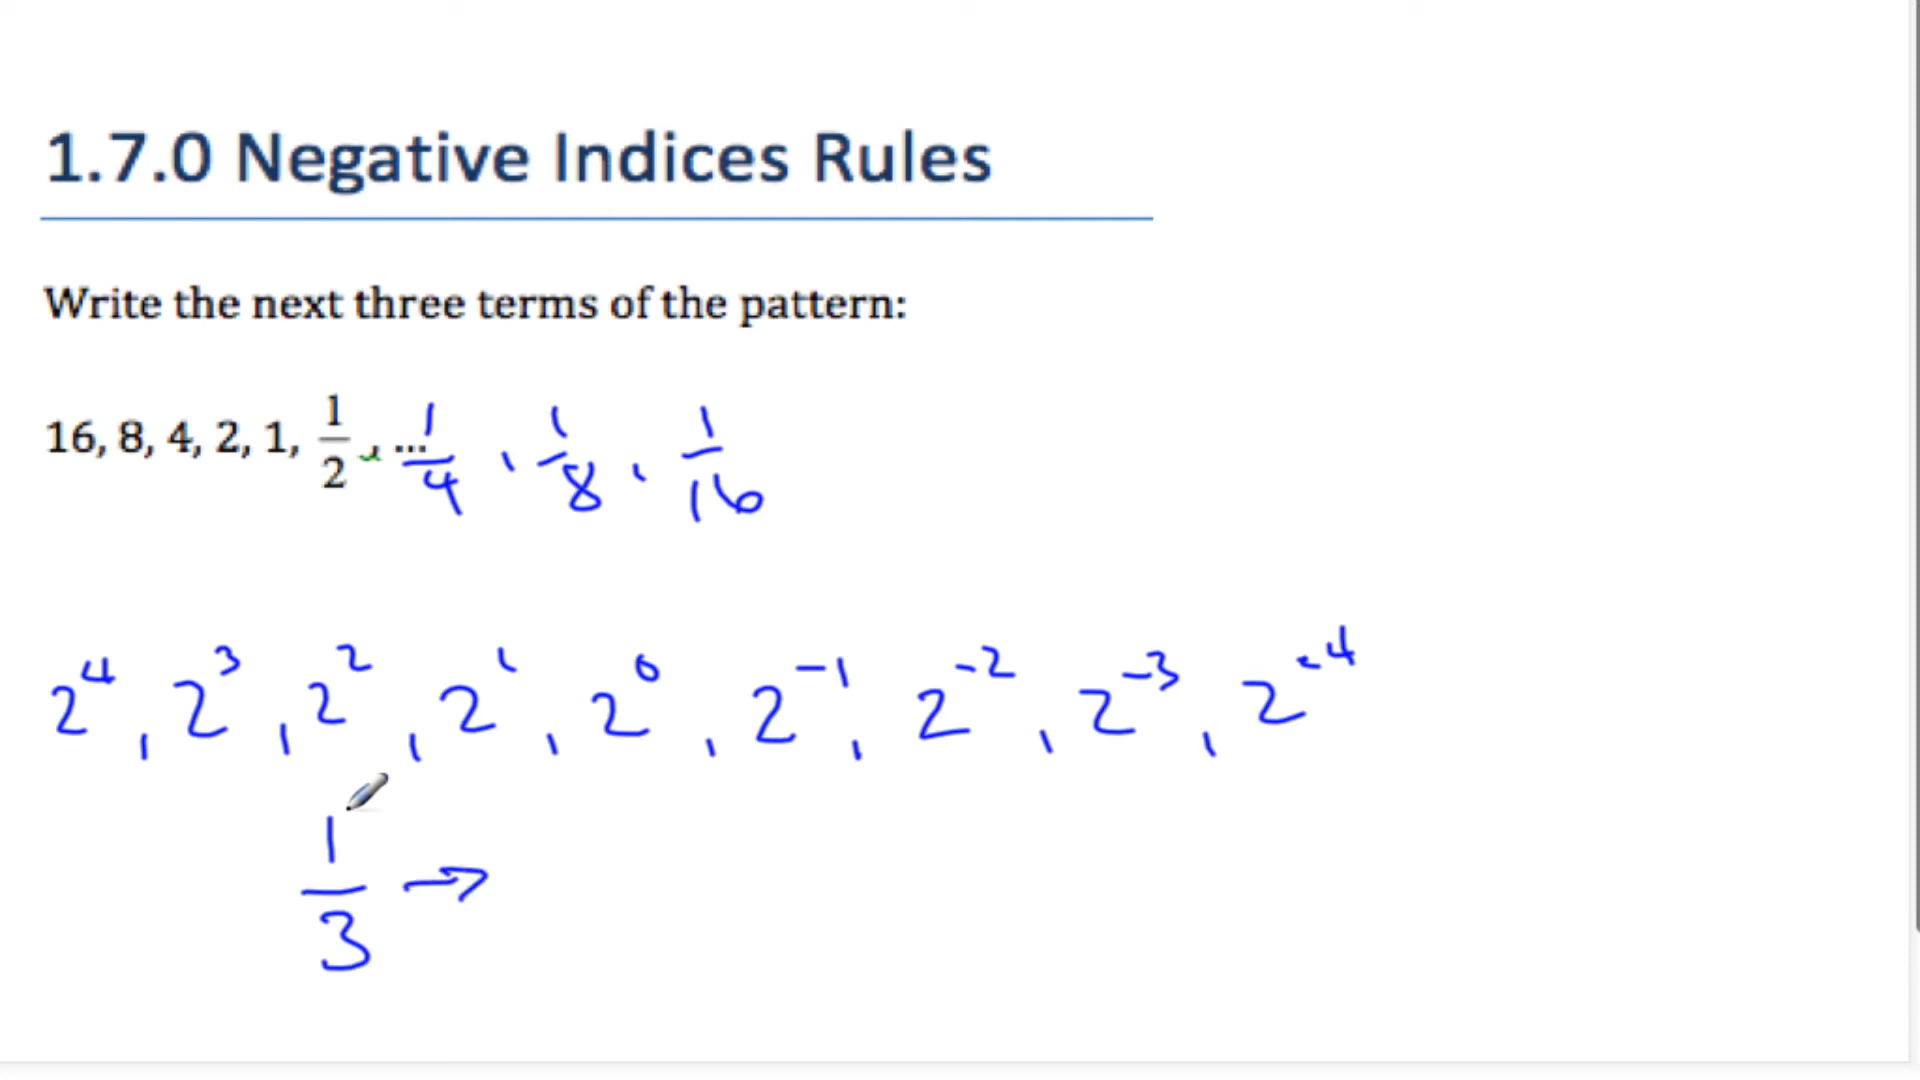 1.7.0 Negative Indices Rules
Write the next three terms of the pattern:
16, 8, 4, 2, 1, 1/2, ... 1/4, 1/8, 1/16
2⁴, 2³, 2², 2¹, 2⁰, 2⁻¹, 2⁻², 2⁻³, 2⁻⁴
1/3 →